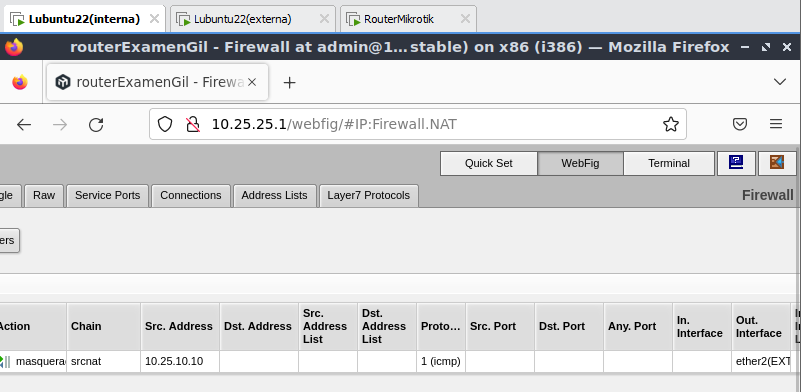 Lubuntu22(interna) Lubuntu22(externa) RouterMikrotik
routerExamenGil - Firewall at admin@1...stable) on x86 (i386) — Mozilla Firefox
routerExamenGil - Firewa
10.25.25.1/webfig/#IP:Firewall.NAT
Quick Set WebFig Terminal
gle Raw Service Ports Connections Address Lists Layer7 Protocols Firewall
ers
Action Chain Src. Address Dst. Address Src. Address List Dst. Address List Proto... Src. Port Dst. Port Any. Port In. Interface Out. Interface
masquera srcnat 10.25.10.10 1 (icmp) ether2(EXT